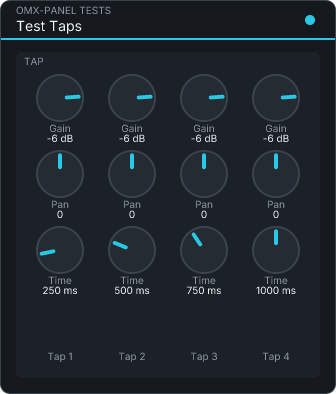 OMX-PANEL TESTS
Test Taps
TAP
Gain Gain Gain Gain
-6 dB -6 dB -6 dB -6 dB
Pan Pan Pan Pan
0 0 0 0
Time Time Time Time
250 ms 500 ms 750 ms 1000 ms
Tap 1 Tap 2 Tap 3 Tap 4